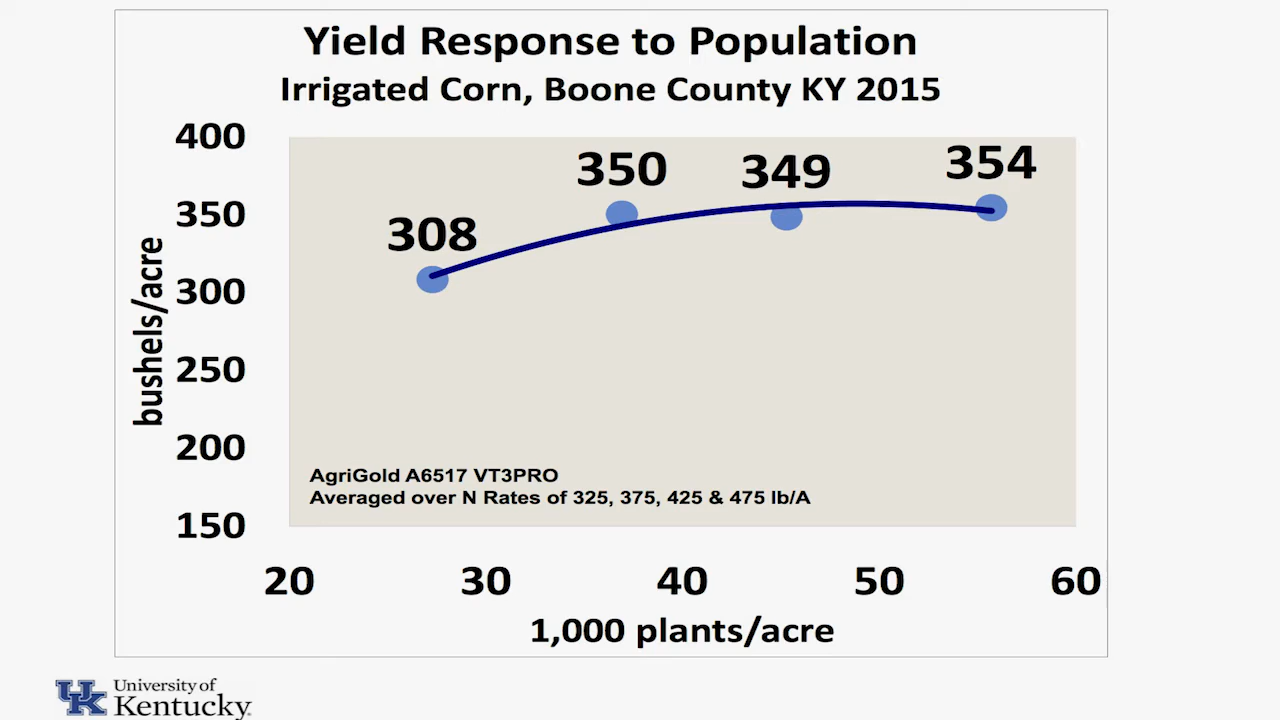 Yield Response to Population
Irrigated Corn, Boone County KY 2015
400
350
300
250
200
150
bushels/acre
308
350
349
354
AgriGold A6517 VT3PRO
Averaged over N Rates of 325, 375, 425 & 475 lb/A
20 30 40 50 60
1,000 plants/acre
UK
University of
Kentucky